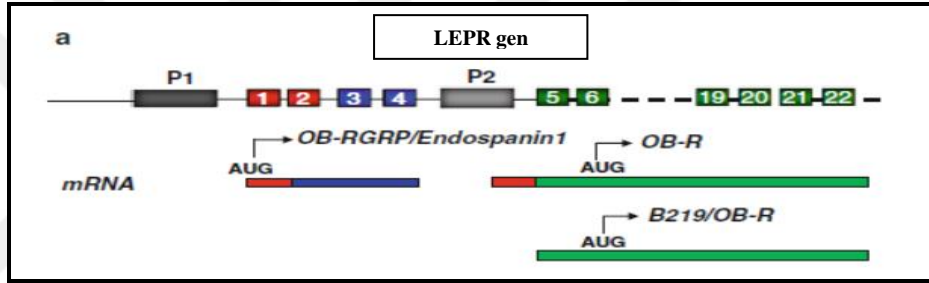 a
LEPR gen
P1 P2
1 2 3 4 5 6 19 20 21 22
OB-RGRP/Endospanin1 OB-R
AUG AUG
mRNA
B219/OB-R
AUG